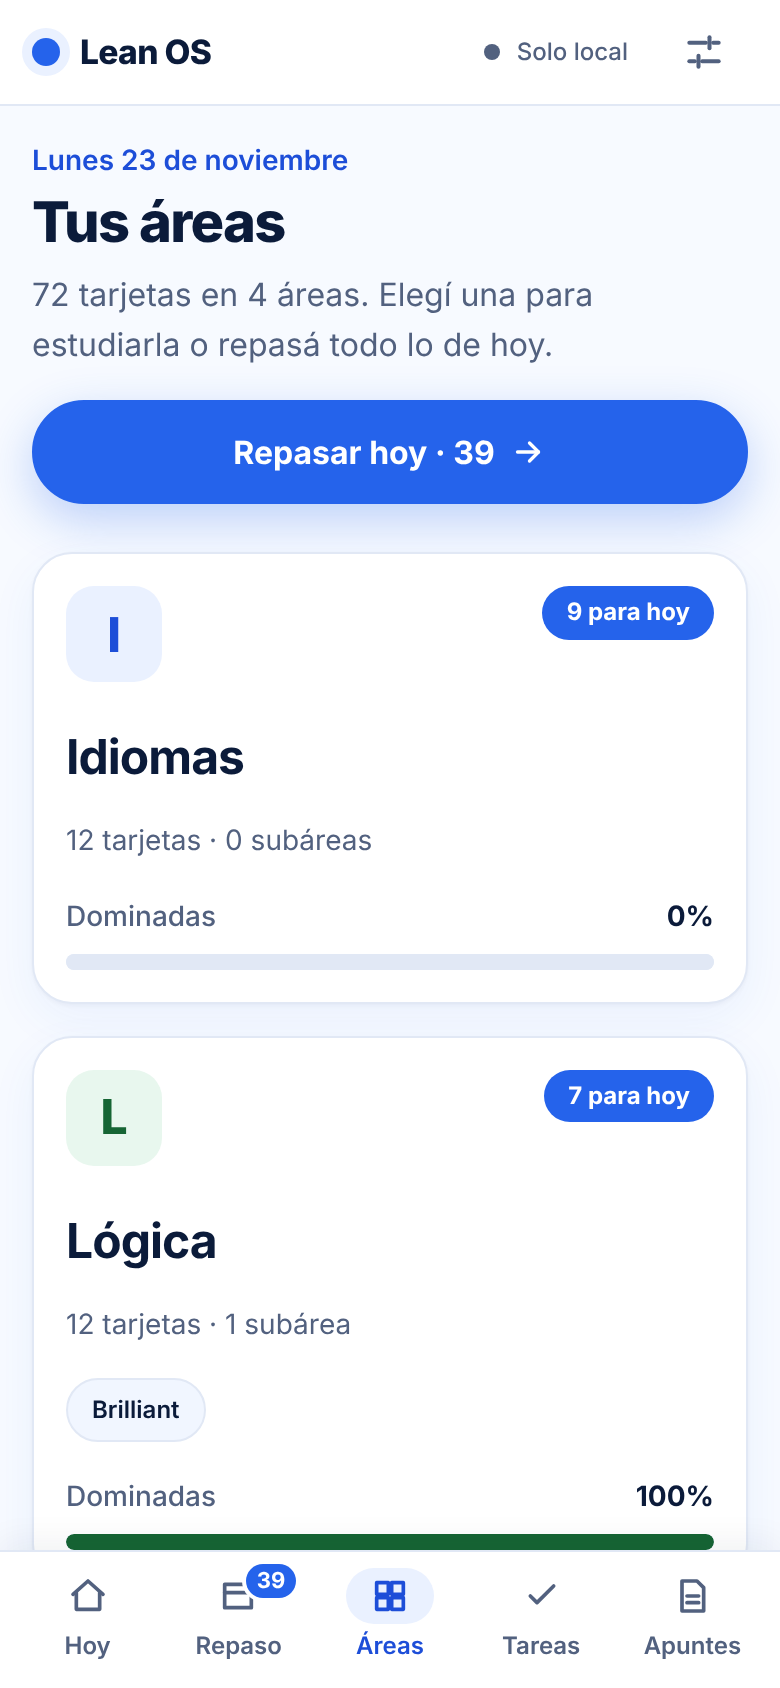 Lean OS
Solo local
Lunes 23 de noviembre
Tus áreas
72 tarjetas en 4 áreas. Elegí una para
estudiarla o repasá todo lo de hoy.
Repasar hoy · 39 →
I
9 para hoy
Idiomas
12 tarjetas · 0 subáreas
Dominadas 0%
L
7 para hoy
Lógica
12 tarjetas · 1 subárea
Brilliant
Dominadas 100%
39
Hoy Repaso Áreas Tareas Apuntes